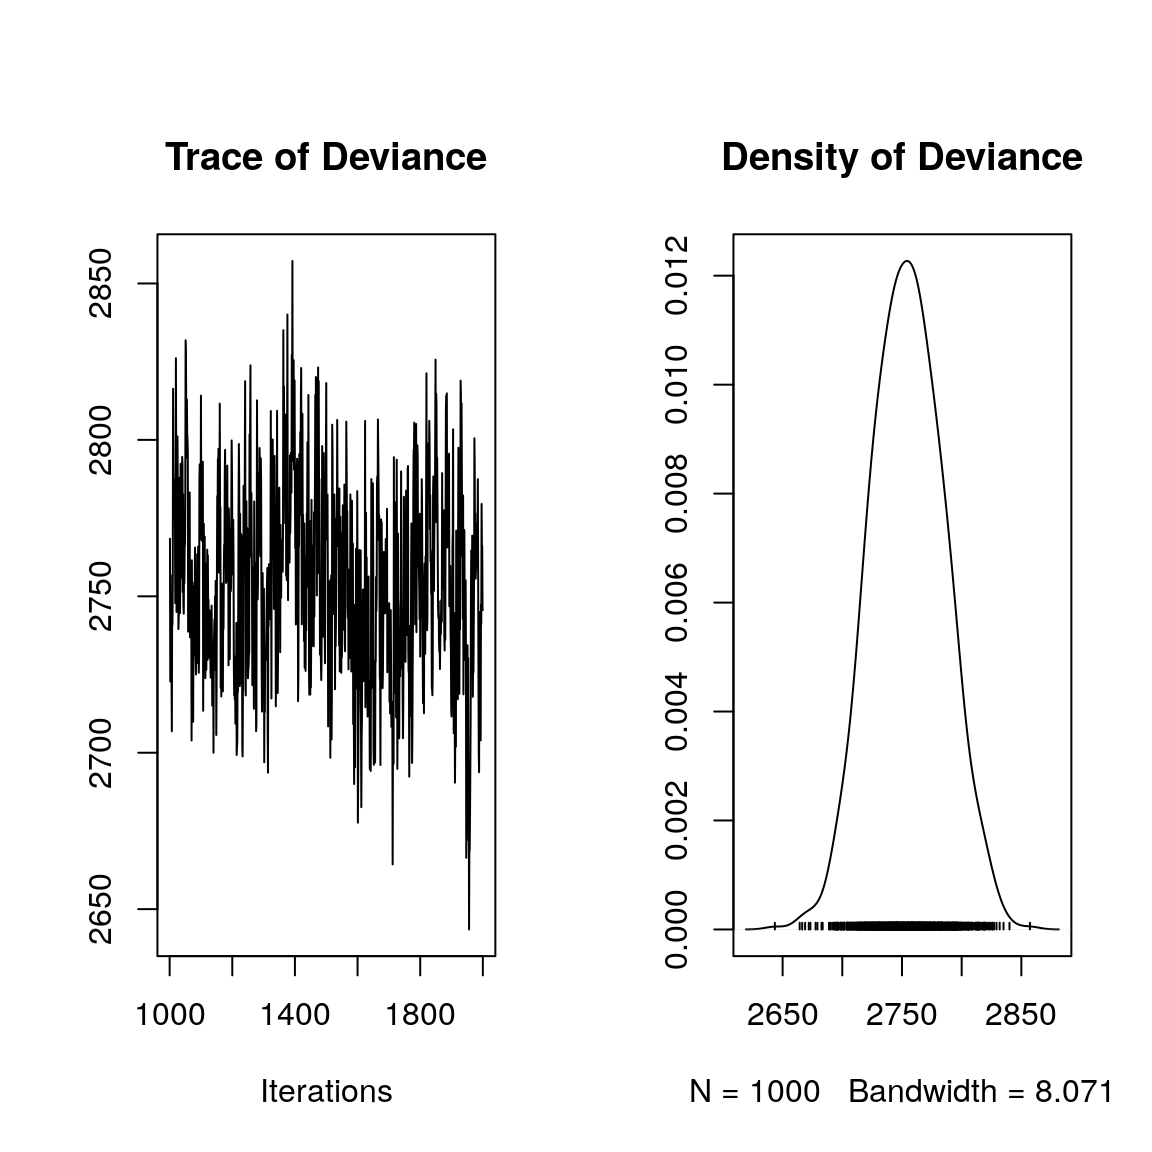 Trace of Deviance
2850
2800
2750
2700
2650
1000 1400 1800
Iterations
Density of Deviance
0.012
0.010
0.008
0.006
0.004
0.002
0.000
2650 2750 2850
N = 1000 Bandwidth = 8.071